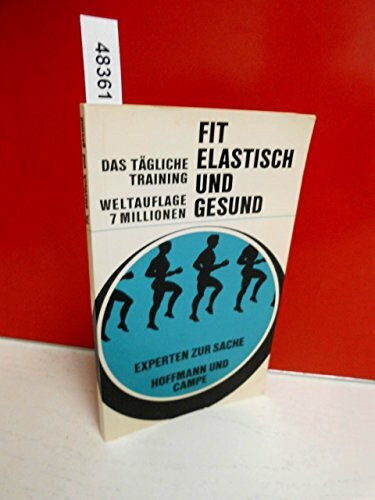 48361
DAS TÄGLICHE
TRAINING
WELTAUFLAGE
7 MILLIONEN
FIT
ELASTISCH
UND
GESUND
EXPERTEN ZUR SACHE
HOFFMANN UND
CAMPE